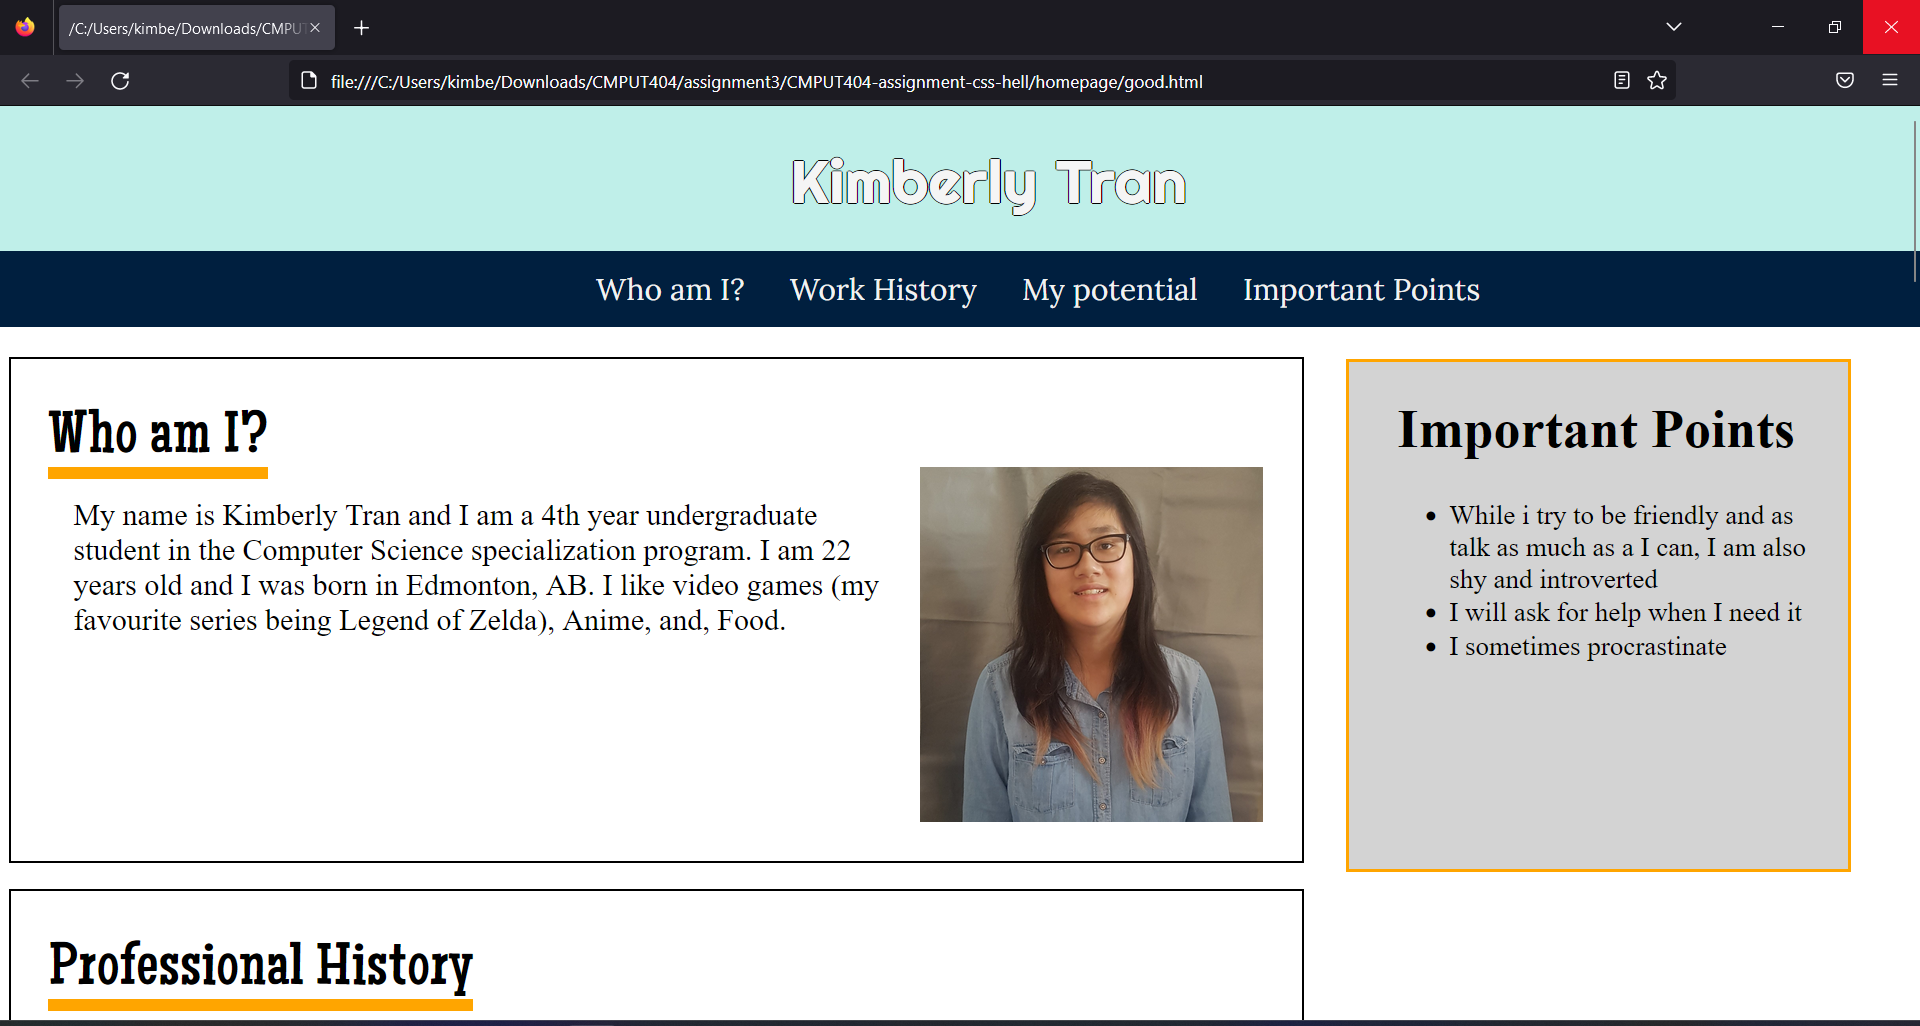 /C:/Users/kimbe/Downloads/CMPUT
file:///C:/Users/kimbe/Downloads/CMPUT404/assignment3/CMPUT404-assignment-css-hell/homepage/good.html
Kimberly Tran
Who am I? Work History My potential Important Points
Who am I?
My name is Kimberly Tran and I am a 4th year undergraduate
student in the Computer Science specialization program. I am 22
years old and I was born in Edmonton, AB. I like video games (my
favourite series being Legend of Zelda), Anime, and, Food.
Important Points
While i try to be friendly and as
talk as much as a I can, I am also
shy and introverted
I will ask for help when I need it
I sometimes procrastinate
Professional History